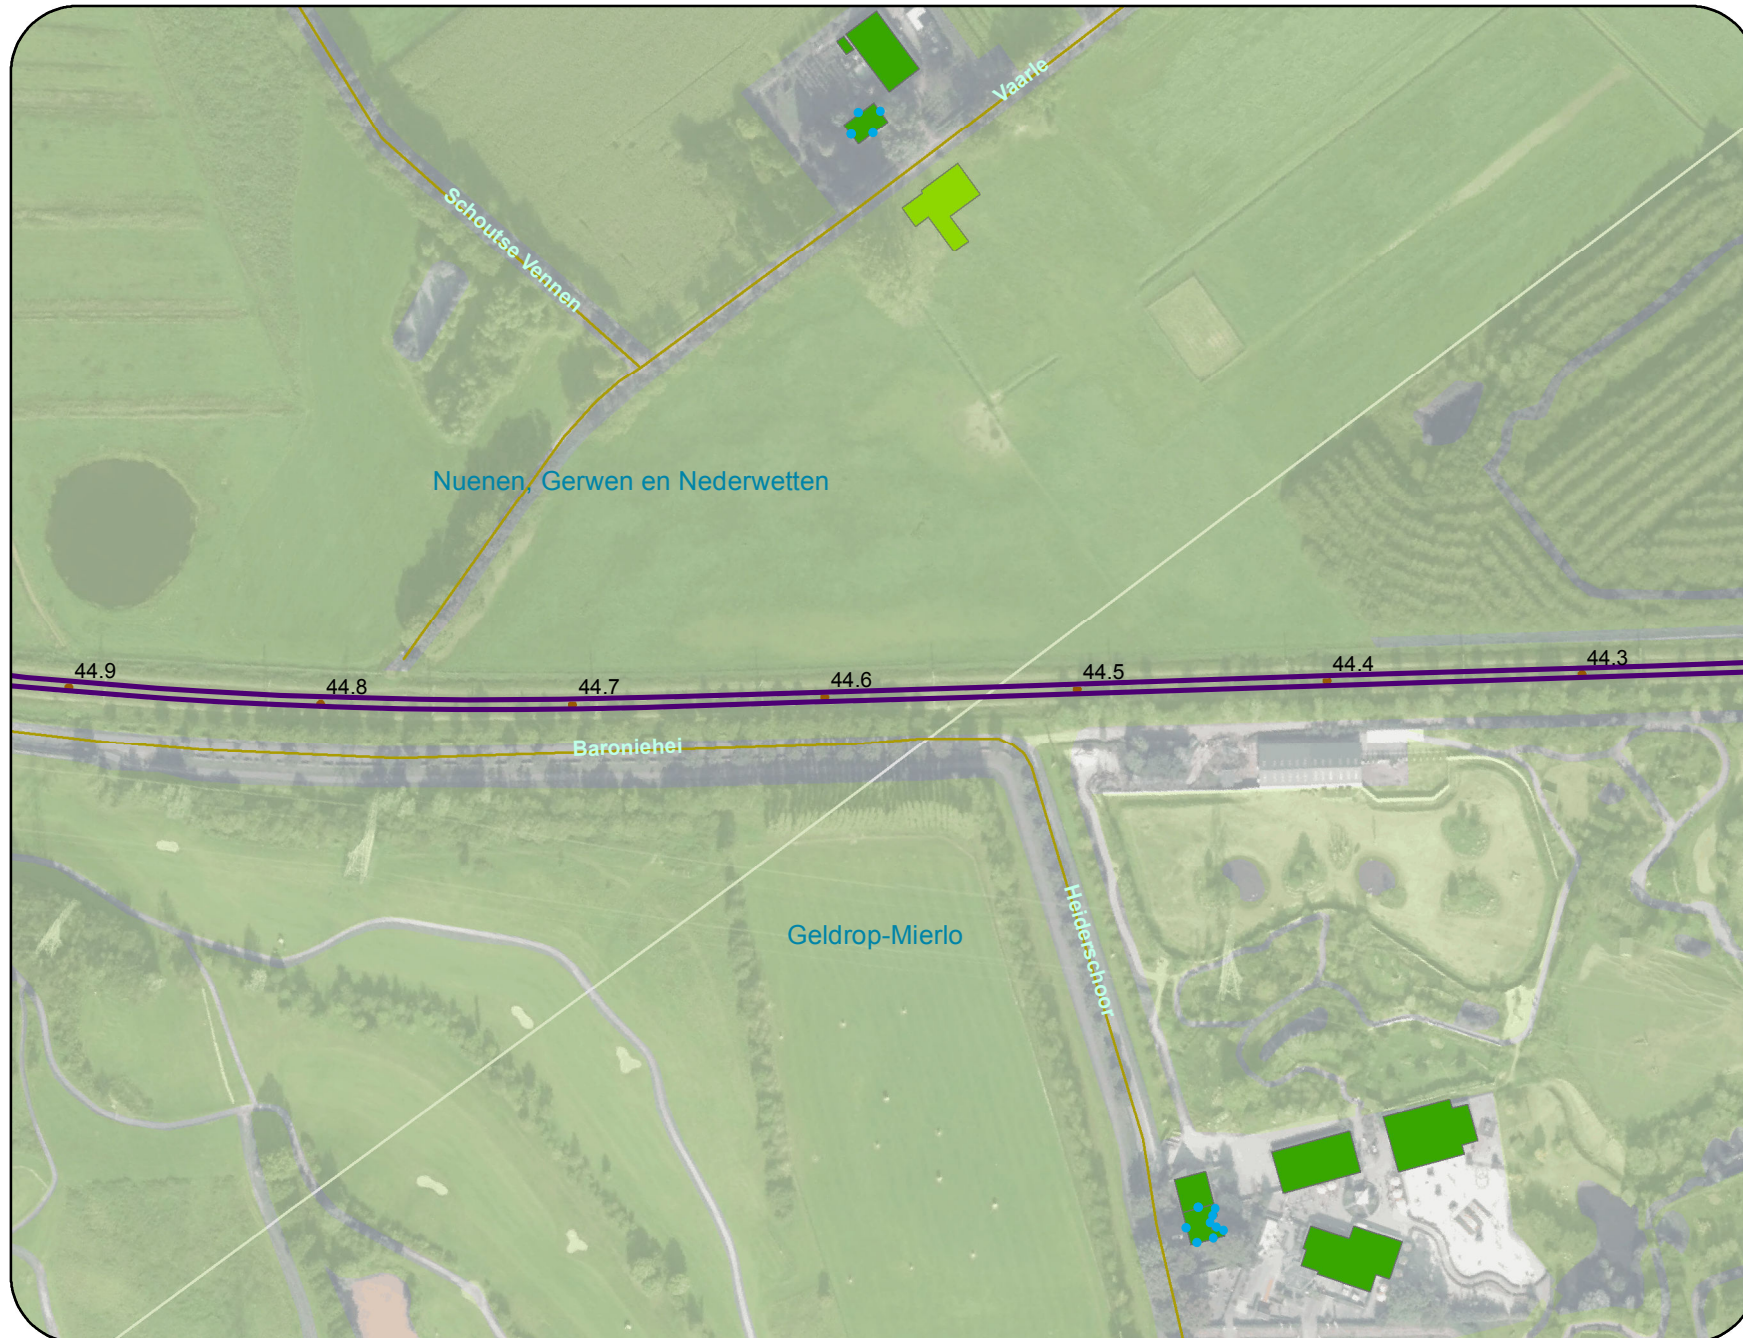 Vaarle
Schoutse Vennen
Nuenen, Gerwen en Nederwetten
44.9
44.8
44.7
44.6
44.5
44.4
44.3
Baroniehei
Heiderschoor
Geldrop-Mierlo